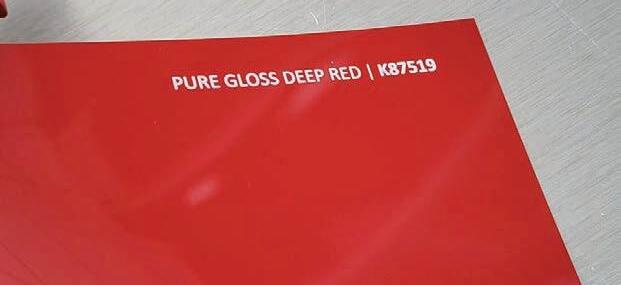 PURE GLOSS DEEP RED | K87519